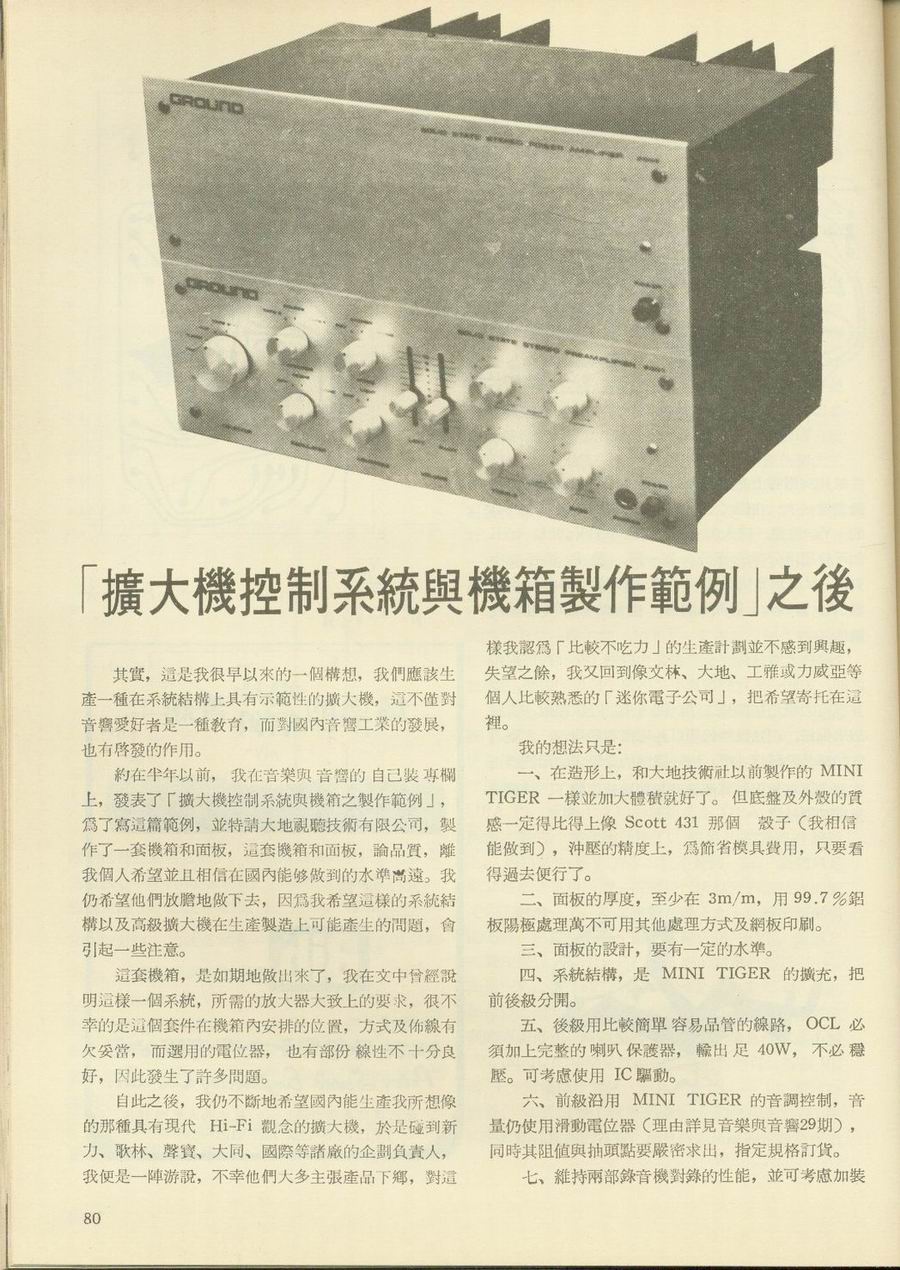 GROUND
SOLID STATE STEREO POWER AMPLIFIER
GROUND
SOLID STATE STEREO PREAMPLIFIER
「擴大機控制系統與機箱製作範例」之後
其實，這是我很早以來的一個構想，我們應該生
產一種在系統結構上具有示範性的擴大機，這不僅對
音響愛好者是一種教育，而對國內音響工業的發展，
也有啓發的作用。
約在半年以前，我在音樂與音響的自己裝專欄
上，發表了「擴大機控制系統與機箱之製作範例」，
爲了寫這篇範例，並特請大地視聽技術有限公司，製
作了一套機箱和面板，這套機箱和面板，論品質，離
我個人希望並且相信在國內能够做到的水準尚遠。我
仍希望他們放膽地做下去，因爲我希望這樣的系統結
構以及高級擴大機在生產製造上可能產生的問題，會
引起一些注意。
這套機箱，是如期地做出來了，我在文中曾經說
明這樣一個系統，所需的放大器大致上的要求，很不
幸的是這個套件在機箱內安排的位置，方式及佈線有
欠妥當，而選用的電位器，也有部份線性不十分良
好，因此發生了許多問題。
自此之後，我仍不斷地希望國內能生產我所想像
的那種具有現代 Hi-Fi 觀念的擴大機，於是碰到新
力、歌林、聲寶、大同、國際等諸廠的企劃負責人，
我便是一陣游說，不幸他們大多主張產品下鄉，對這
樣我認爲「比較不吃力」的生產計劃並不感到興趣，
失望之餘，我又回到像文林、大地、工雅或力威亞等
個人比較熟悉的「迷你電子公司」，把希望寄托在這
裡。
我的想法只是：
一、在造形上，和大地技術社以前製作的 MINI
TIGER 一樣並加大體積就好了。但底盤及外殼的質
感一定得比得上像 Scott 431 那個 殼子（我相信
能做到），沖壓的精度上，爲節省模具費用，只要看
得過去便行了。
二、面板的厚度，至少在 3m/m，用 99.7％鋁
板陽極處理萬不可用其他處理方式及網板印刷。
三、面板的設計，要有一定的水準。
四、系統結構，是 MINI TIGER 的擴充，把
前後級分開。
五、後級用比較簡單容易品管的線路，OCL 必
須加上完整的喇叭保護器，輸出足 40W，不必穩
壓。可考慮使用 IC 驅動。
六、前級沿用 MINI TIGER 的音調控制，音
量仍使用滑動電位器（理由詳見音樂與音響29期），
同時其阻值與抽頭點要嚴密求出，指定規格訂貨。
七、維持兩部錄音機對錄的性能，並可考慮加裝
80